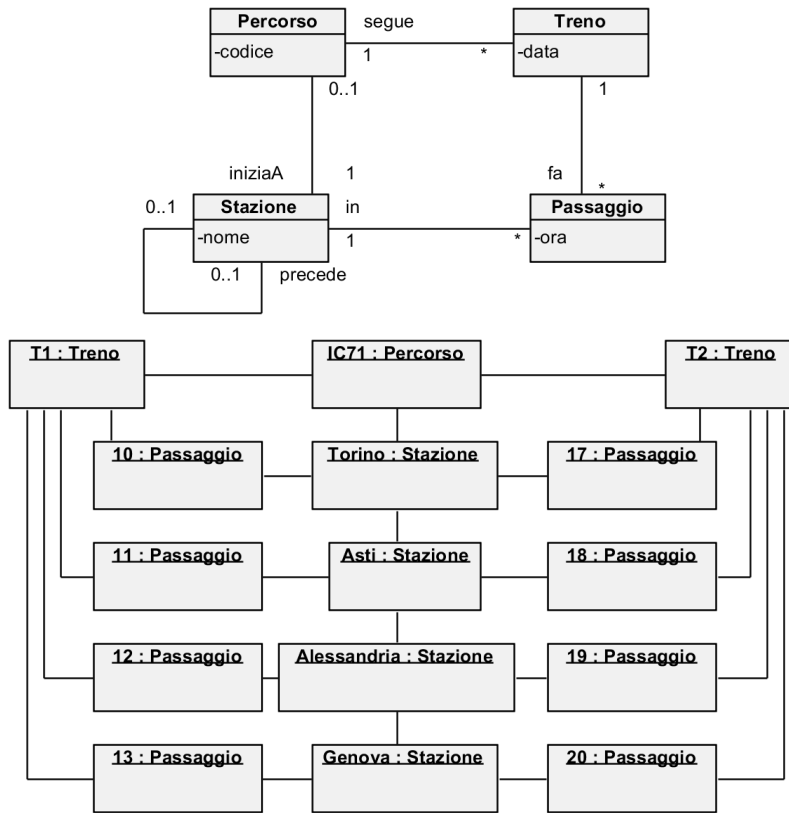 Percorso segue Treno
-codice 1 * -data
0..1 1
iniziaA 1 fa *
0..1 Stazione in Passaggio
-nome 1 * -ora
0..1 precede
T1 : Treno IC71 : Percorso T2 : Treno
10 : Passaggio Torino : Stazione 17 : Passaggio
11 : Passaggio Asti : Stazione 18 : Passaggio
12 : Passaggio Alessandria : Stazione 19 : Passaggio
13 : Passaggio Genova : Stazione 20 : Passaggio